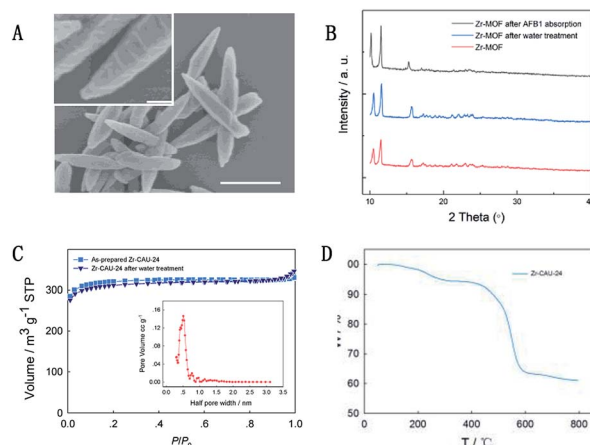 A
B
Zr-MOF after AFB1 absorption
Zr-MOF after water treatment
Zr-MOF
Intensity / a. u.
10 20 30 40
2 Theta (°)
C
As-prepared Zr-CAU-24
Zr-CAU-24 after water treatment
Volume / m³ g⁻¹ STP
300
200
100
0
0.0 .2 .4 .6 .8 1.0
Pore Volume cc g⁻¹
.16
.12
.08
.04
.00
0.0 .5 1.0 1.5 2.0 2.5 3.0 3.5
Half pore width / nm
D
Zr-CAU-24
00
90
80
70
60
50
0 200 400 600 800
T / ℃